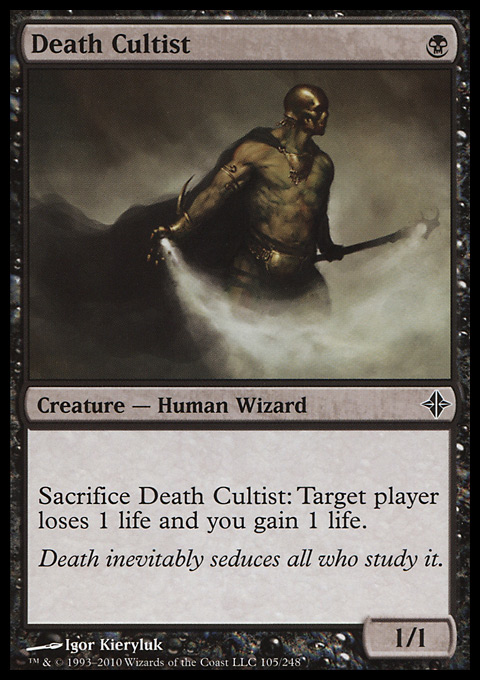 Death Cultist
Creature — Human Wizard
Sacrifice Death Cultist: Target player
loses 1 life and you gain 1 life.
Death inevitably seduces all who study it.
1/1
Igor Kieryluk
™ & © 1993–2010 Wizards of the Coast LLC 105/248